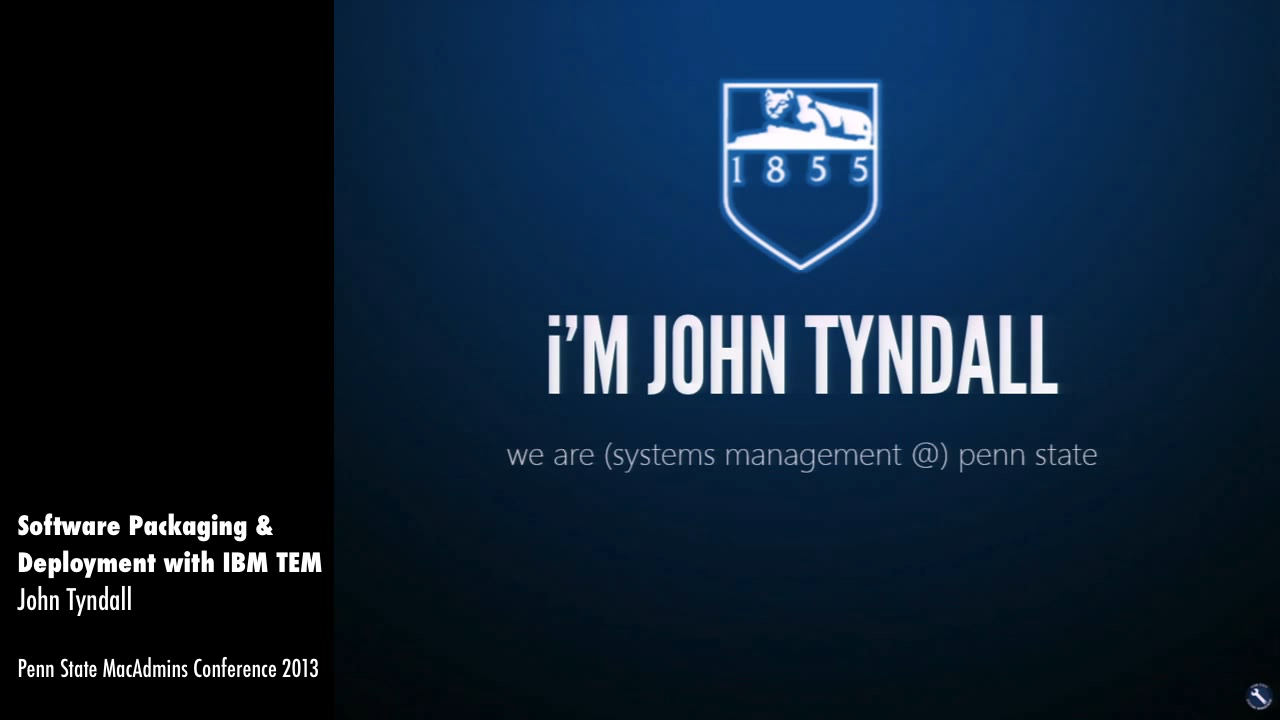 1 8 5 5
i'M JOHN TYNDALL
we are (systems management @) penn state
Software Packaging &
Deployment with IBM TEM
John Tyndall
Penn State MacAdmins Conference 2013